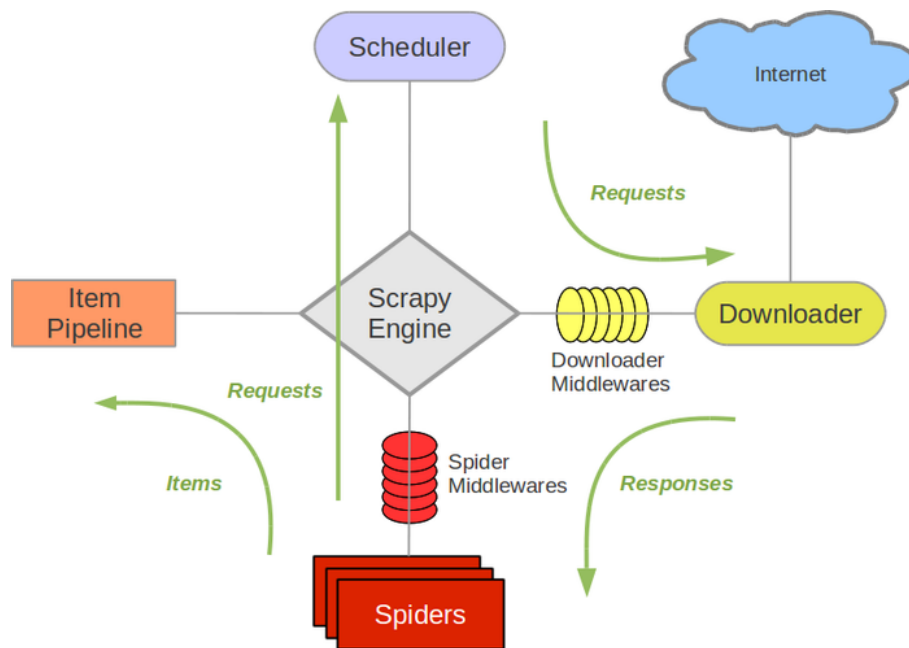 Scheduler
Internet
Requests
Item
Pipeline
Scrapy
Engine
Downloader
Downloader
Middlewares
Requests
Items
Spider
Middlewares
Responses
Spiders